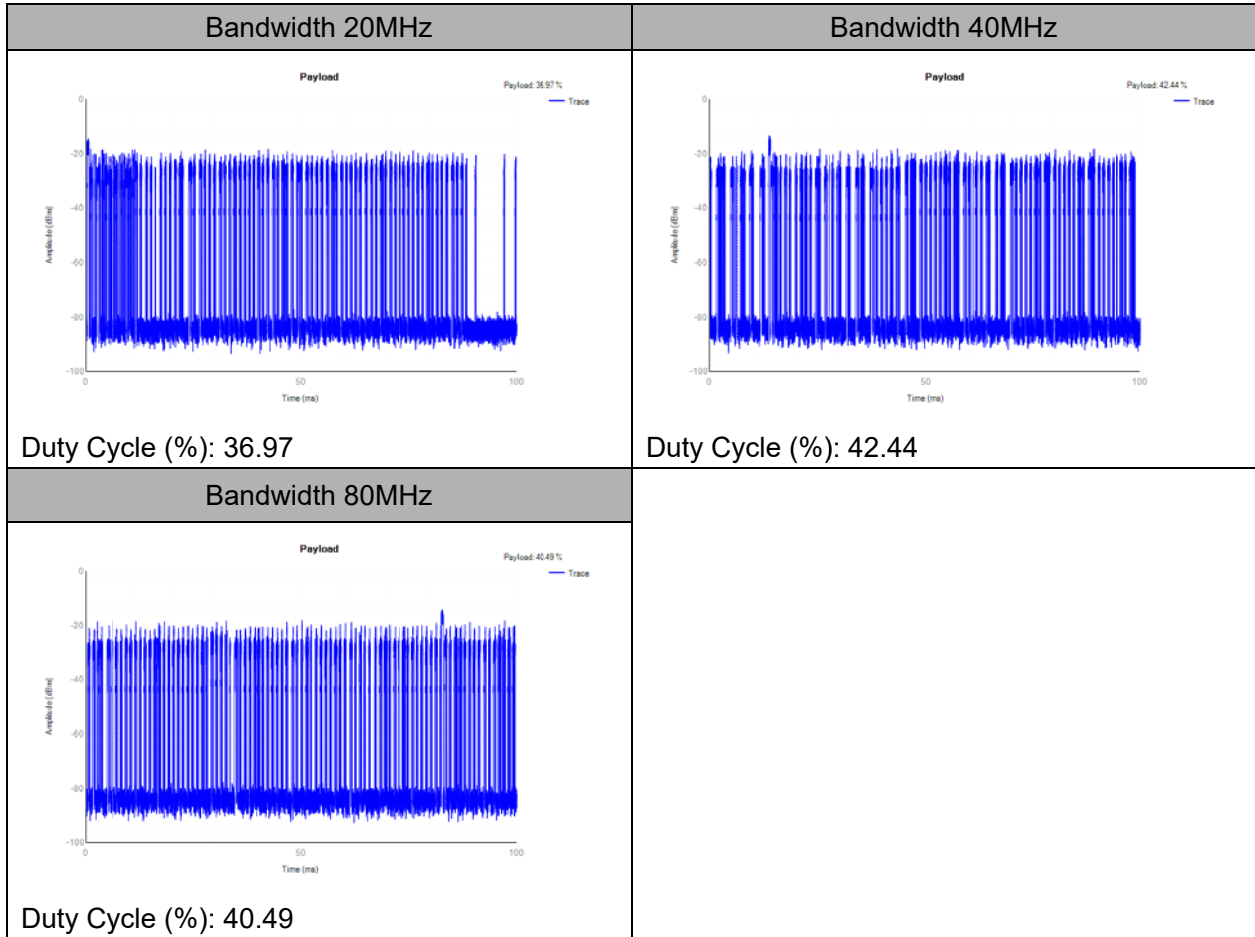 Bandwidth 20MHz
Bandwidth 40MHz
Payload
Payload: 36.97 %
Trace
0
-20
-40
-60
-80
-100
Amplitude [dBm]
0
50
100
Time (ms)
Duty Cycle (%): 36.97
Payload
Payload: 42.44 %
Trace
0
-20
-40
-60
-80
-100
Amplitude [dBm]
0
50
100
Time (ms)
Duty Cycle (%): 42.44
Bandwidth 80MHz
Payload
Payload: 40.49 %
Trace
0
-20
-40
-60
-80
-100
Amplitude [dBm]
0
50
100
Time (ms)
Duty Cycle (%): 40.49